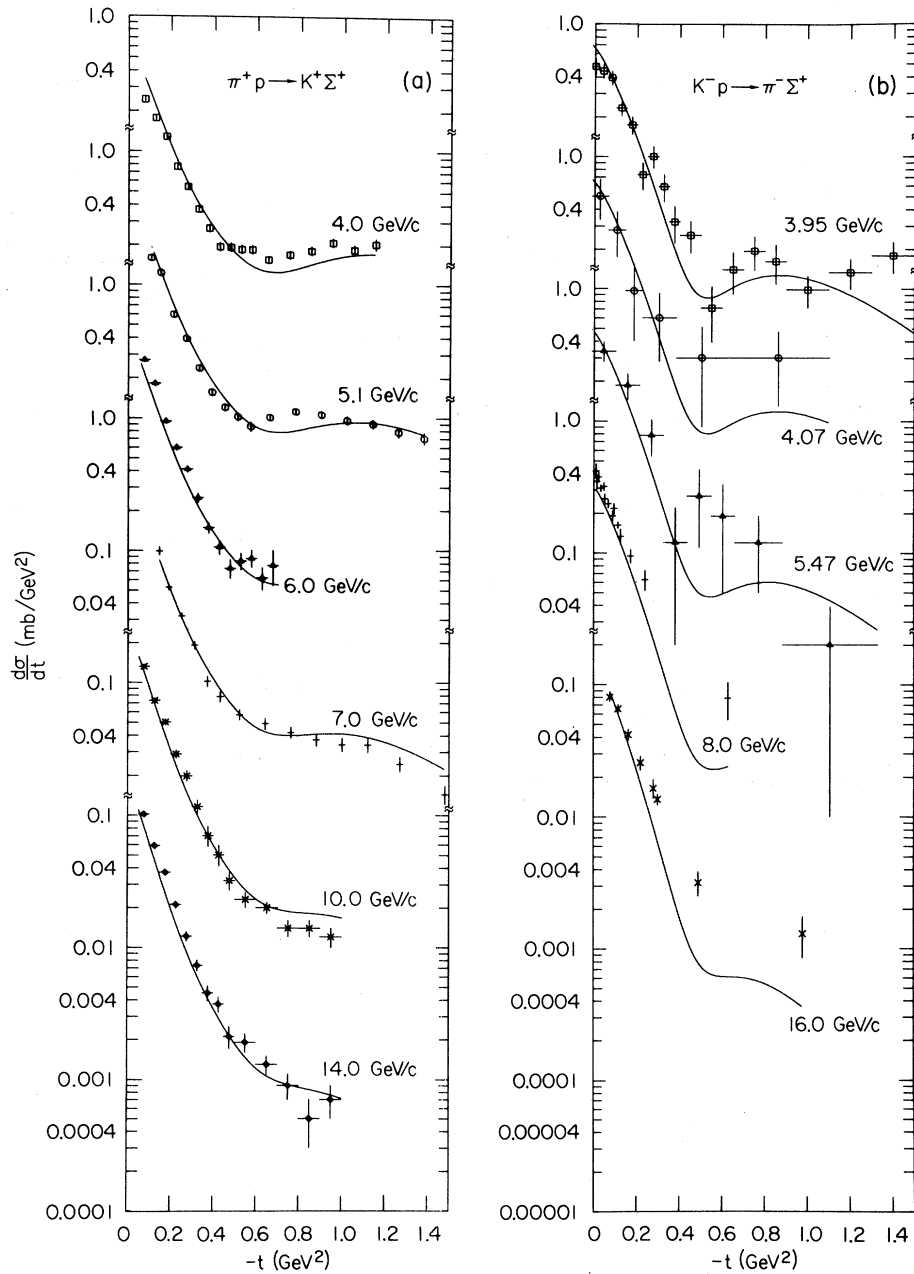 π⁺p → K⁺Σ⁺ (a)
1.0
0.4
1.0
0.4
1.0
0.4
1.0
0.4
0.1
0.04
0.1
0.04
0.1
0.04
0.01
0.004
0.001
0.0004
0.0001
dσ/dt (mb/GeV²)
4.0 GeV/c
5.1 GeV/c
6.0 GeV/c
7.0 GeV/c
10.0 GeV/c
14.0 GeV/c
0 0.2 0.4 0.6 0.8 1.0 1.2 1.4
-t (GeV²)
K⁻p → π⁻Σ⁺ (b)
1.0
0.4
1.0
0.4
1.0
0.4
1.0
0.4
0.1
0.04
0.1
0.04
0.01
0.004
0.001
0.0004
0.0001
0.00004
0.00001
3.95 GeV/c
4.07 GeV/c
5.47 GeV/c
8.0 GeV/c
16.0 GeV/c
0 0.2 0.4 0.6 0.8 1.0 1.2 1.4
-t (GeV²)